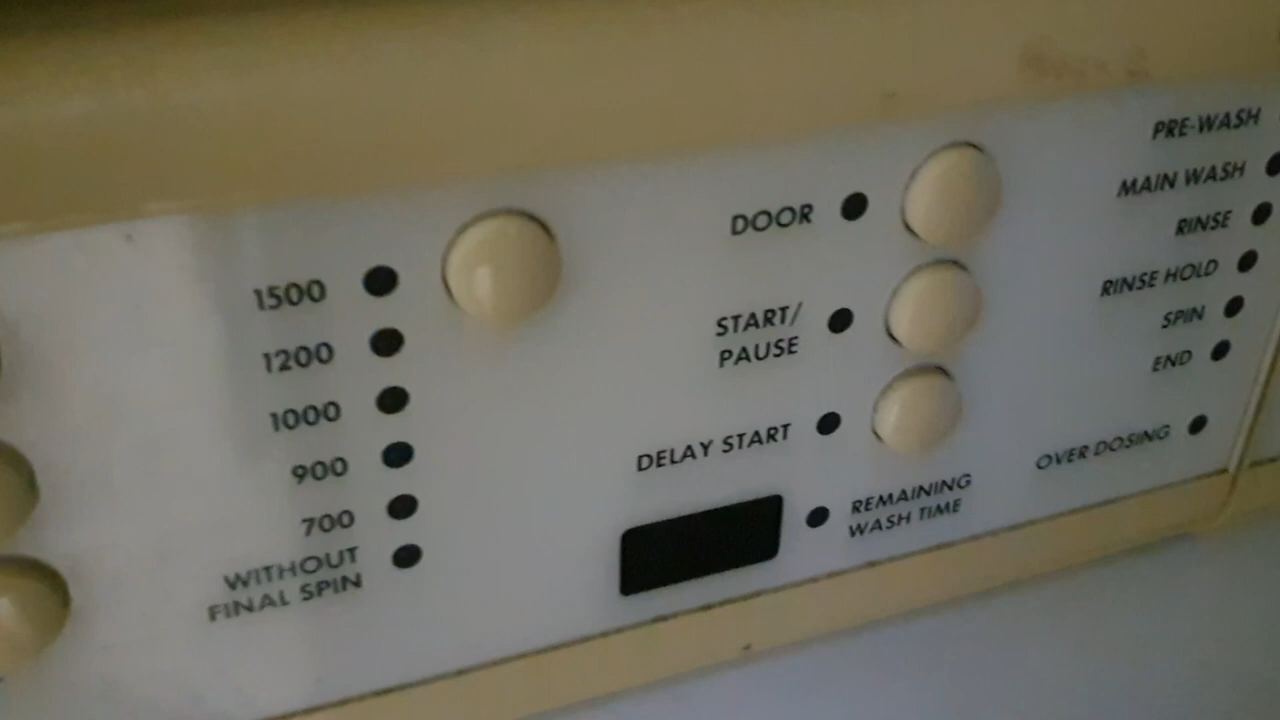 1500
1200
1000
900
700
WITHOUT
FINAL SPIN
DOOR
START/
PAUSE
DELAY START
REMAINING
WASH TIME
PRE-WASH
MAIN WASH
RINSE
RINSE HOLD
SPIN
END
OVER DOSING